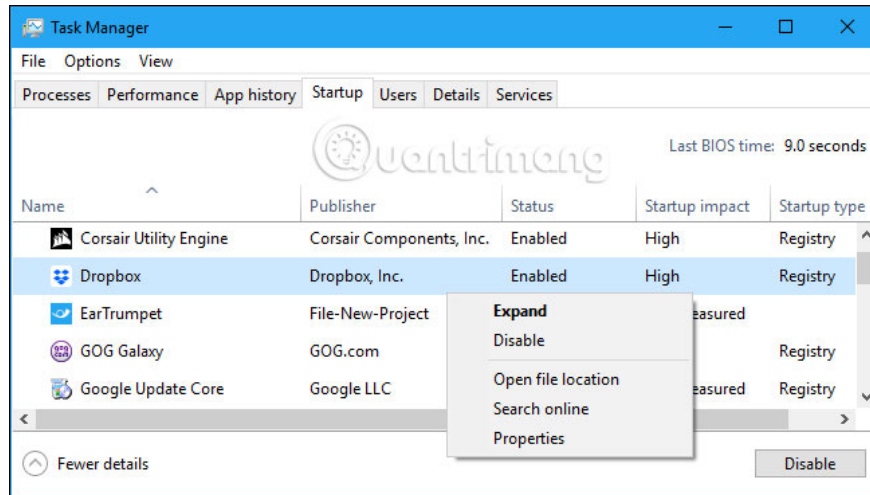 Task Manager
File Options View
Processes Performance App history Startup Users Details Services
Quantrimang
Last BIOS time: 9.0 seconds
Name Publisher Status Startup impact Startup type
Corsair Utility Engine Corsair Components, Inc. Enabled High Registry
Dropbox Dropbox, Inc. Enabled High Registry
EarTrumpet File-New-Project
GOG Galaxy GOG.com Registry
Google Update Core Google LLC Registry
Expand
Disable
Open file location
Search online
Properties
Fewer details Disable